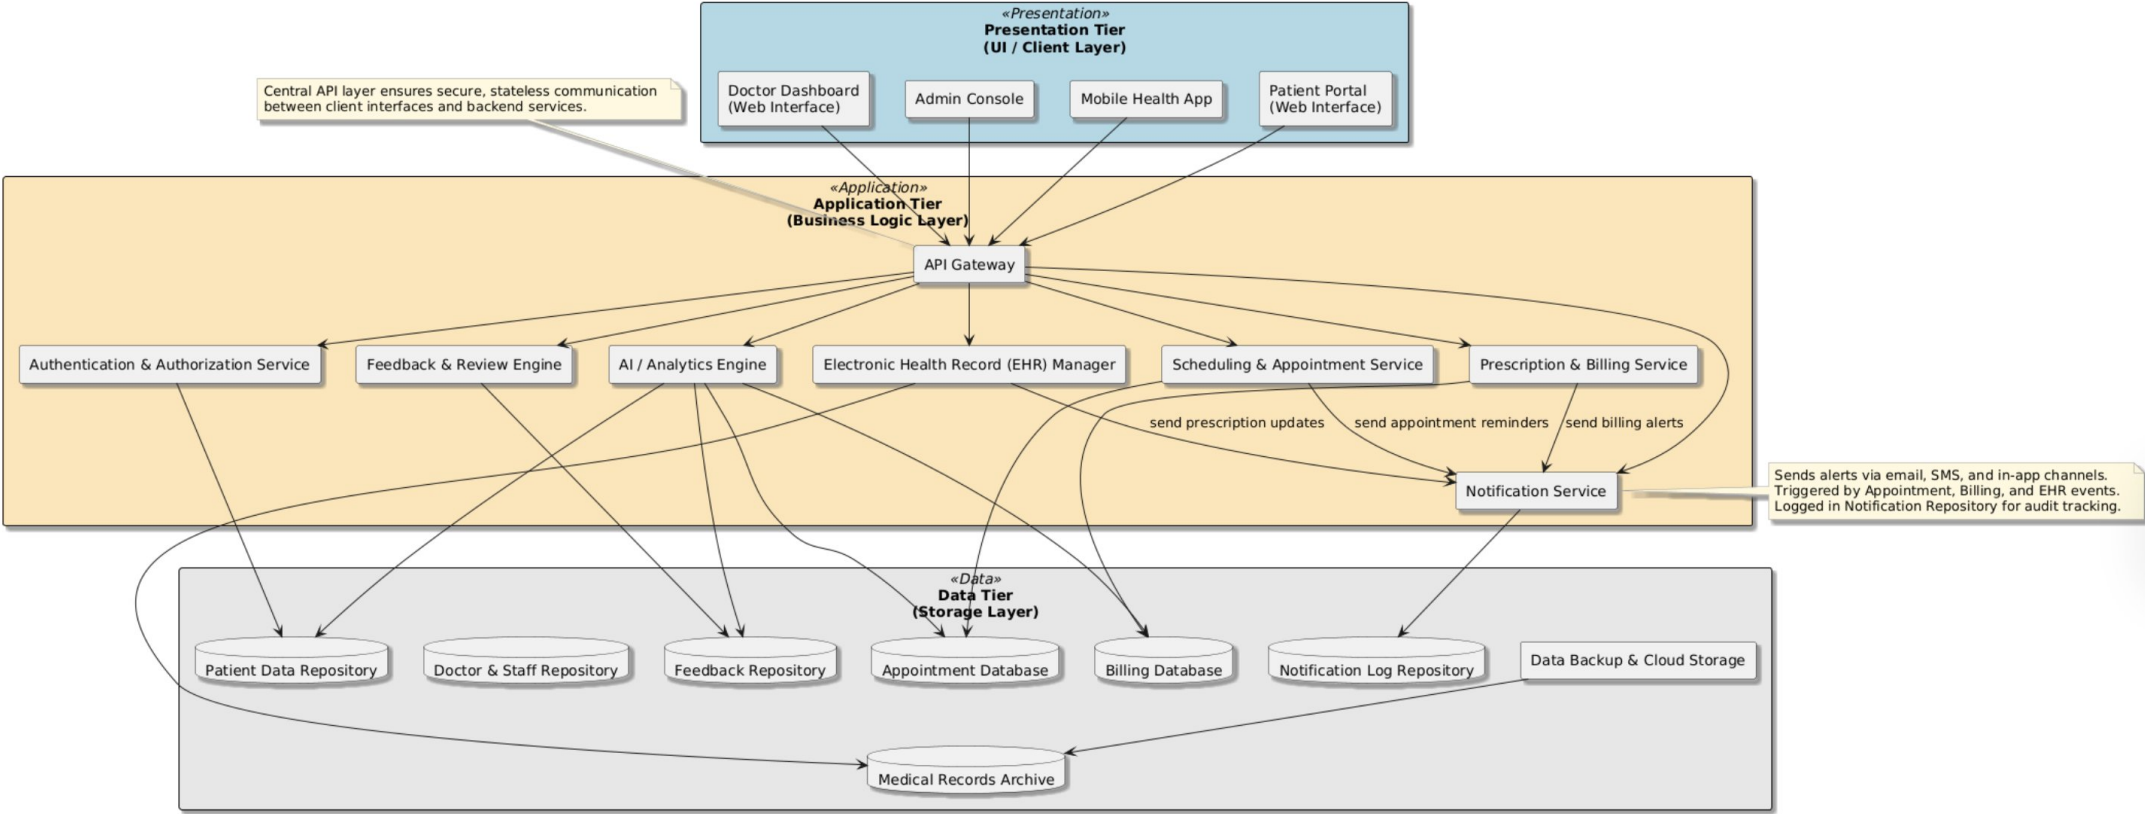 «Presentation»
Presentation Tier
(UI / Client Layer)
Central API layer ensures secure, stateless communication
between client interfaces and backend services.
Doctor Dashboard
(Web Interface)
Admin Console
Mobile Health App
Patient Portal
(Web Interface)
«Application»
Application Tier
(Business Logic Layer)
API Gateway
Authentication & Authorization Service
Feedback & Review Engine
AI / Analytics Engine
Electronic Health Record (EHR) Manager
Scheduling & Appointment Service
Prescription & Billing Service
send prescription updates
send appointment reminders
send billing alerts
Notification Service
Sends alerts via email, SMS, and in-app channels.
Triggered by Appointment, Billing, and EHR events.
Logged in Notification Repository for audit tracking.
«Data»
Data Tier
(Storage Layer)
Patient Data Repository
Doctor & Staff Repository
Feedback Repository
Appointment Database
Billing Database
Notification Log Repository
Data Backup & Cloud Storage
Medical Records Archive